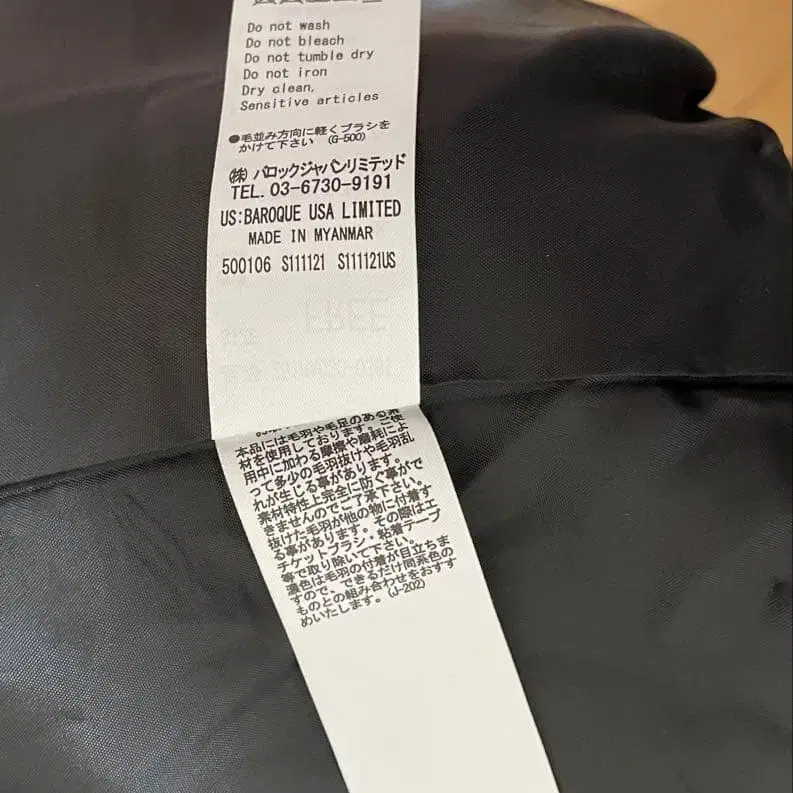 Do not wash
Do not bleach
Do not tumble dry
Do not iron
Dry clean,
Sensitive articles
●毛並み方向に軽くブラシを
かけて下さい (G-500)
㈱ バロックジャパンリミテッド
TEL. 03-6730-9191
US:BAROQUE USA LIMITED
MADE IN MYANMAR
500106 S111121 S111121US
FREE
本品には毛羽や毛足のある素
材を使用しております。ご使
用中に加わる摩擦や磨耗によ
って多少の毛羽抜けや毛羽乱
れが生じる事があります。
素材特性上完全に防ぐ事がで
きませんのでご了承下さい。
抜けた毛羽が他の物に付着す
る事があります。その際はエ
チケットブラシ・粘着テープ
等で取り除いて下さい。
濃色は毛羽の付着が目立ちま
すので、できるだけ同系色の
ものとの組み合わせをおすす
めいたします。(J-202)